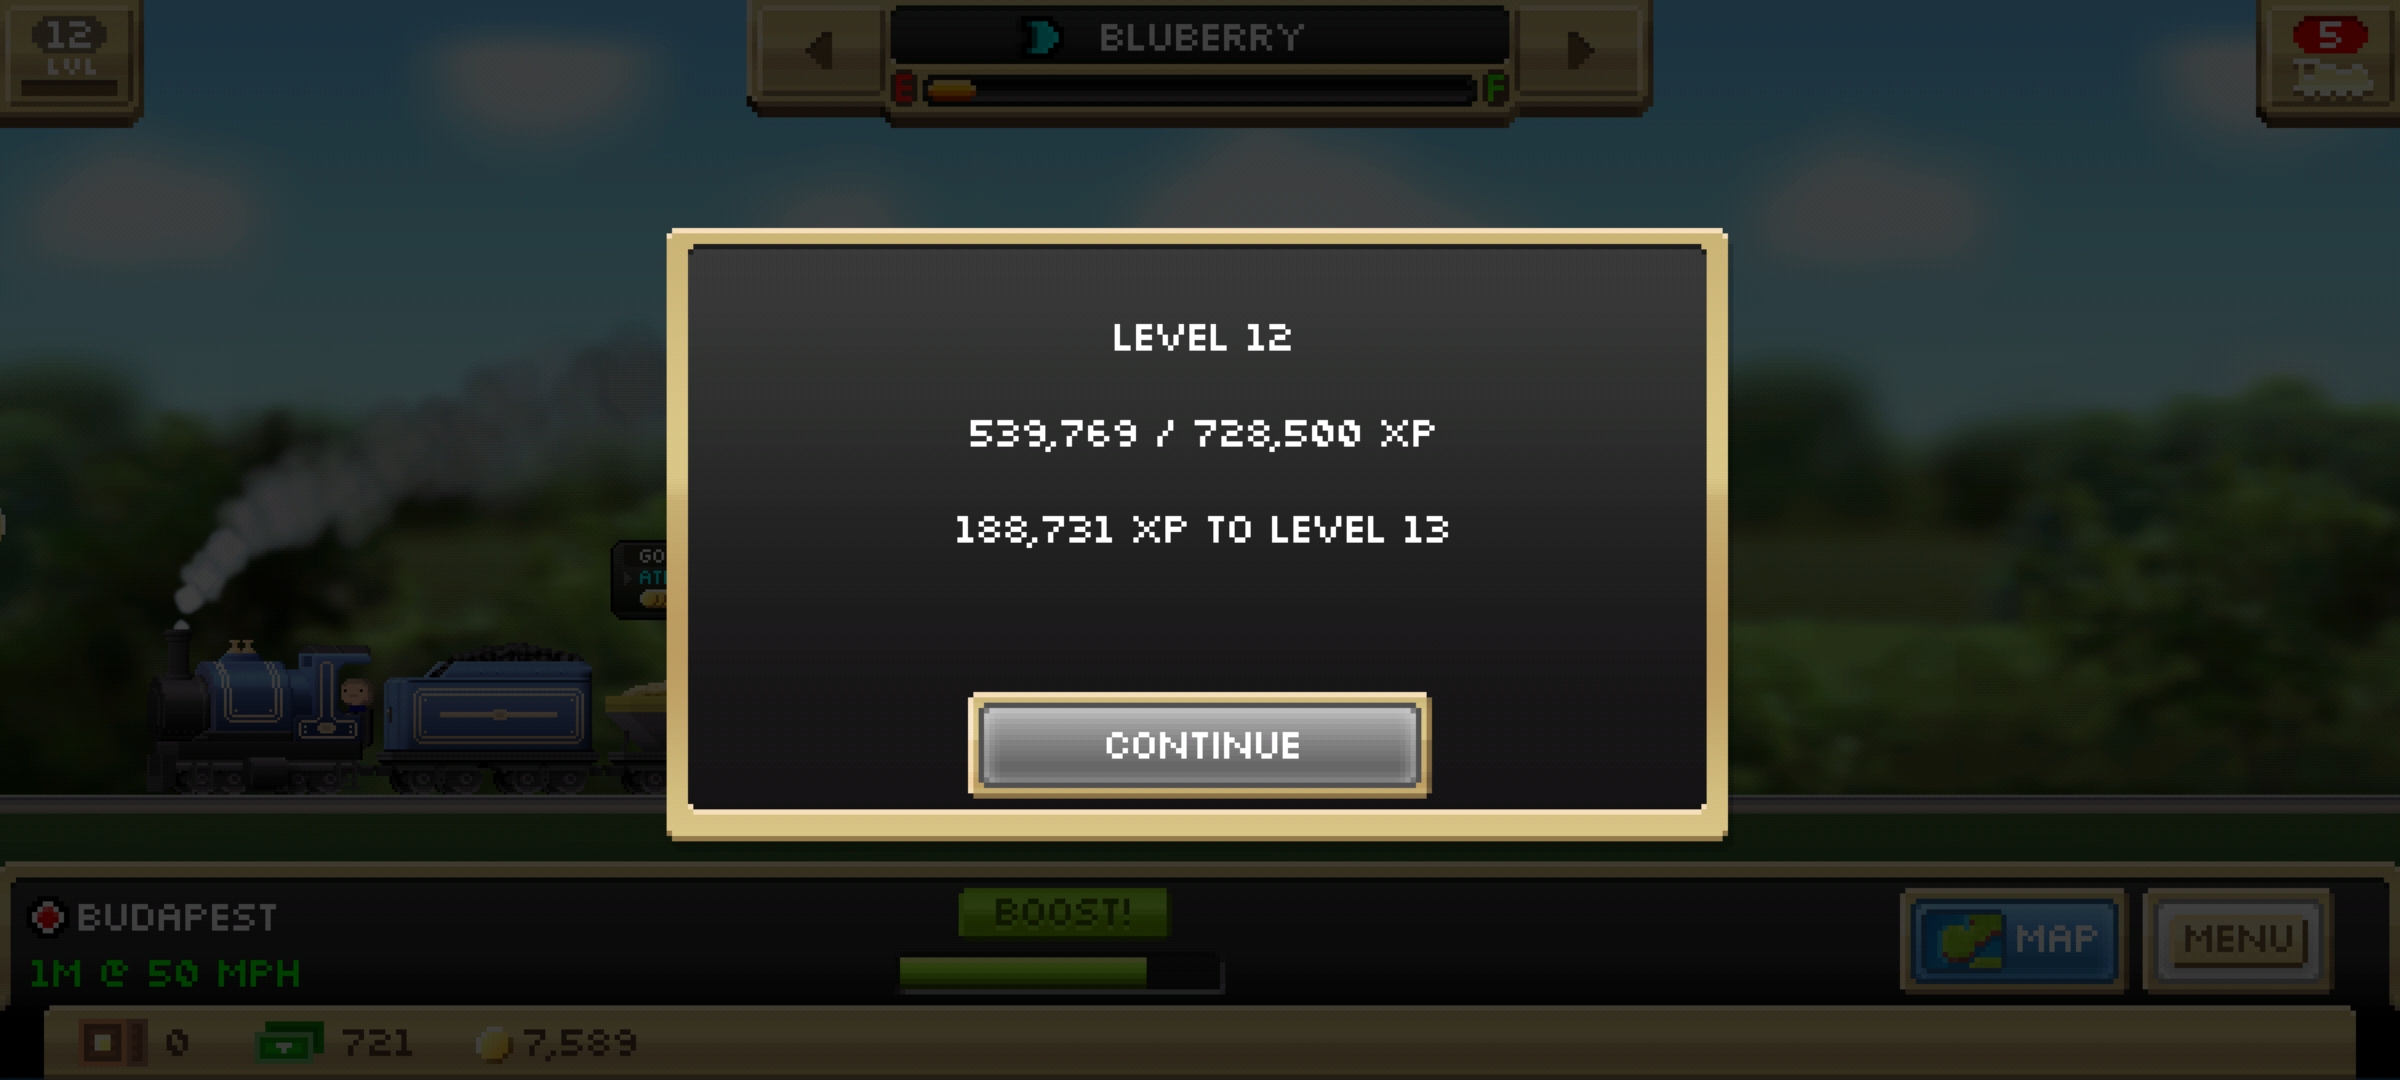 12
LVL
BLUBERRY
E
F
5
LEVEL 12
539,769 / 728,500 XP
188,731 XP TO LEVEL 13
CONTINUE
BUDAPEST
1M @ 50 MPH
BOOST!
MAP
MENU
0
721
7,589